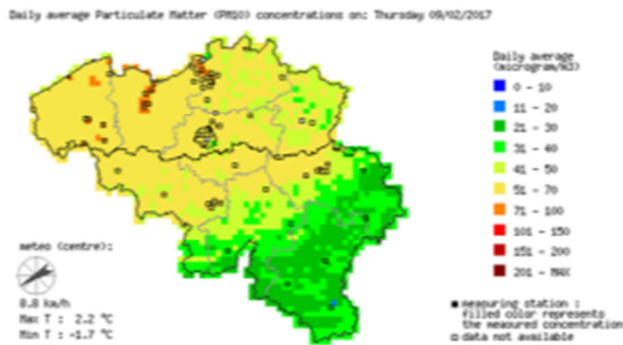 Daily average Particulate Matter (PM10) concentrations on: Thursday 09/02/2017
Daily average
(microgram/m3)
0 - 10
11 - 20
21 - 30
31 - 40
41 - 50
51 - 70
71 - 100
101 - 150
151 - 200
201 - MAX
meteo (centre):
8.8 km/h
Max T : 2.2 °C
Min T : -1.7 °C
measuring station :
filled color represents
the measured concentration
data not available